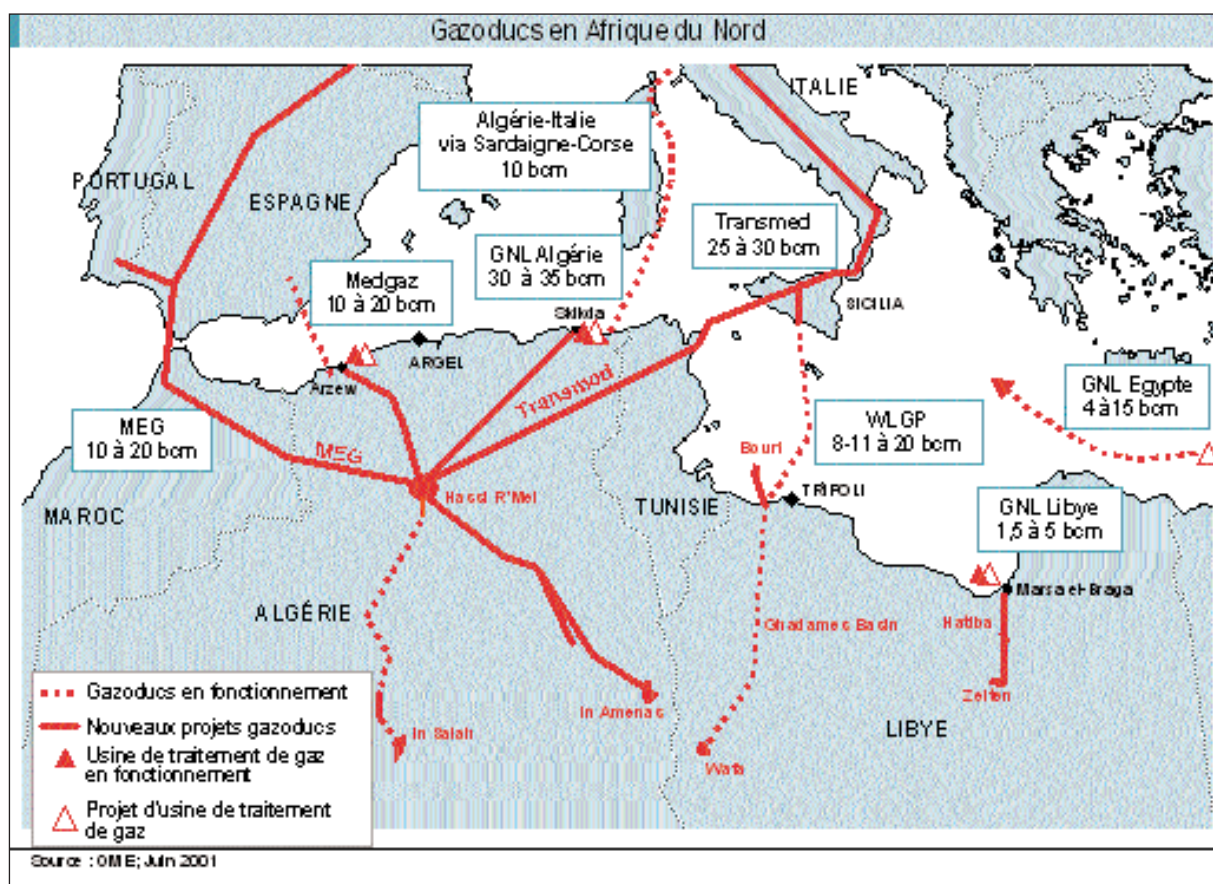 Gazoducs en Afrique du Nord
ITALIE
Algérie-Italie
via Sardaigne-Corse
10 bcm
PORTUGAL
ESPAGNE
Transmed
25 à 30 bcm
GNL Algérie
30 à 35 bcm
Medgaz
10 à 20 bcm
Skikda
SICILIA
ARGEL
Arzew
GNL Egypte
4 à 15 bcm
Transmed
MEG
10 à 20 bcm
MEG
WLGP
8-11 à 20 bcm
Bouri
Hassi R'Mel
TUNISIE
TRIPOLI
MAROC
GNL Libye
1,5 à 5 bcm
Marsa el-Braga
ALGÉRIE
Ghadames Basin
Hatiba
Zelten
In Amenas
In Salah
LIBYE
Wafa
Gazoducs en fonctionnement
Nouveaux projets gazoducs
Usine de traitement de gaz
en fonctionnement
Projet d'usine de traitement
de gaz
Source : OME; Juin 2001